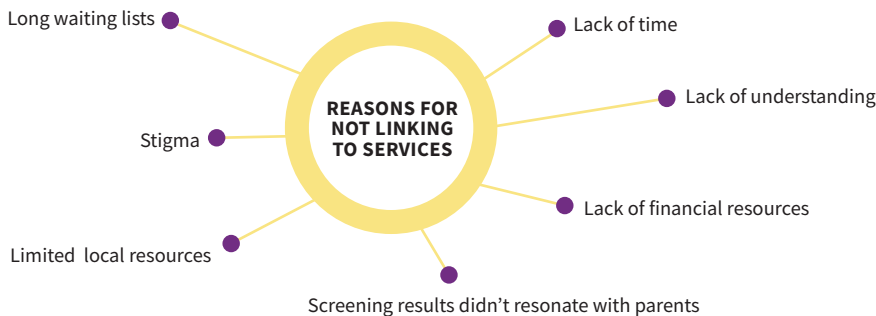 Long waiting lists
Lack of time
Lack of understanding
REASONS FOR
NOT LINKING
TO SERVICES
Stigma
Lack of financial resources
Limited local resources
Screening results didn’t resonate with parents